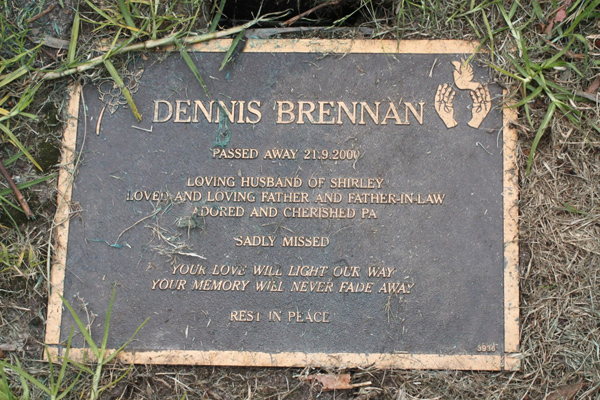 DENNIS BRENNAN
PASSED AWAY 21.9.2000
LOVING HUSBAND OF SHIRLEY
LOVED AND LOVING FATHER AND FATHER-IN-LAW
ADORED AND CHERISHED PA
SADLY MISSED
YOUR LOVE WILL LIGHT OUR WAY
YOUR MEMORY WILL NEVER FADE AWAY
REST IN PEACE